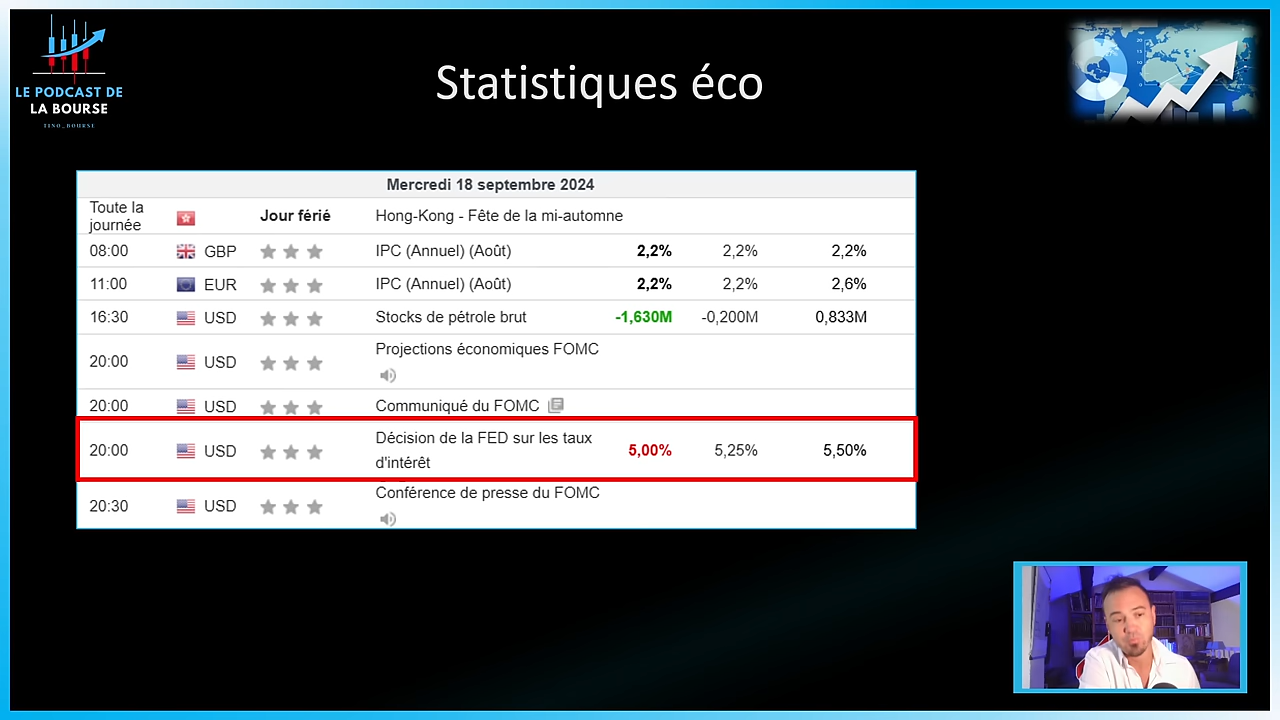 LE PODCAST DE
LA BOURSE
TINO_BOURSE
Statistiques éco
Mercredi 18 septembre 2024
Toute la journée Jour férié Hong-Kong - Fête de la mi-automne
08:00 GBP IPC (Annuel) (Août) 2,2% 2,2% 2,2%
11:00 EUR IPC (Annuel) (Août) 2,2% 2,2% 2,6%
16:30 USD Stocks de pétrole brut -1,630M -0,200M 0,833M
20:00 USD Projections économiques FOMC
20:00 USD Communiqué du FOMC
20:00 USD Décision de la FED sur les taux d'intérêt 5,00% 5,25% 5,50%
20:30 USD Conférence de presse du FOMC